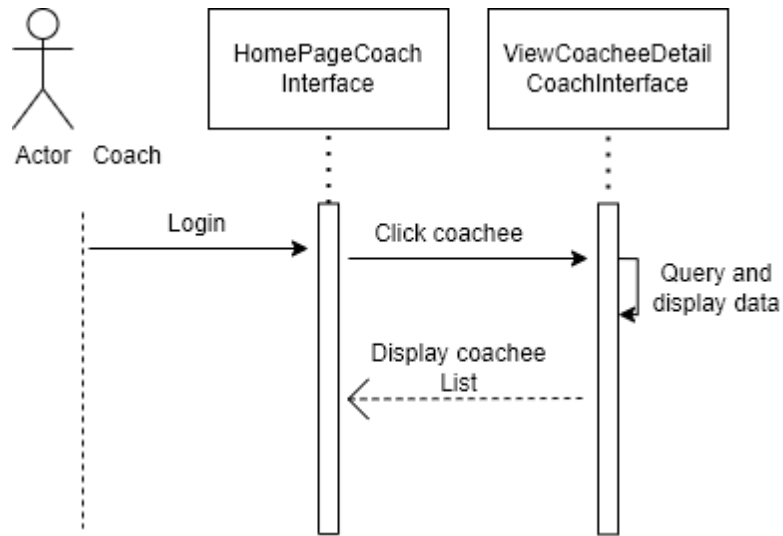 HomePageCoach
Interface
ViewCoacheeDetail
CoachInterface
Actor Coach
Login
Click coachee
Query and
display data
Display coachee
List